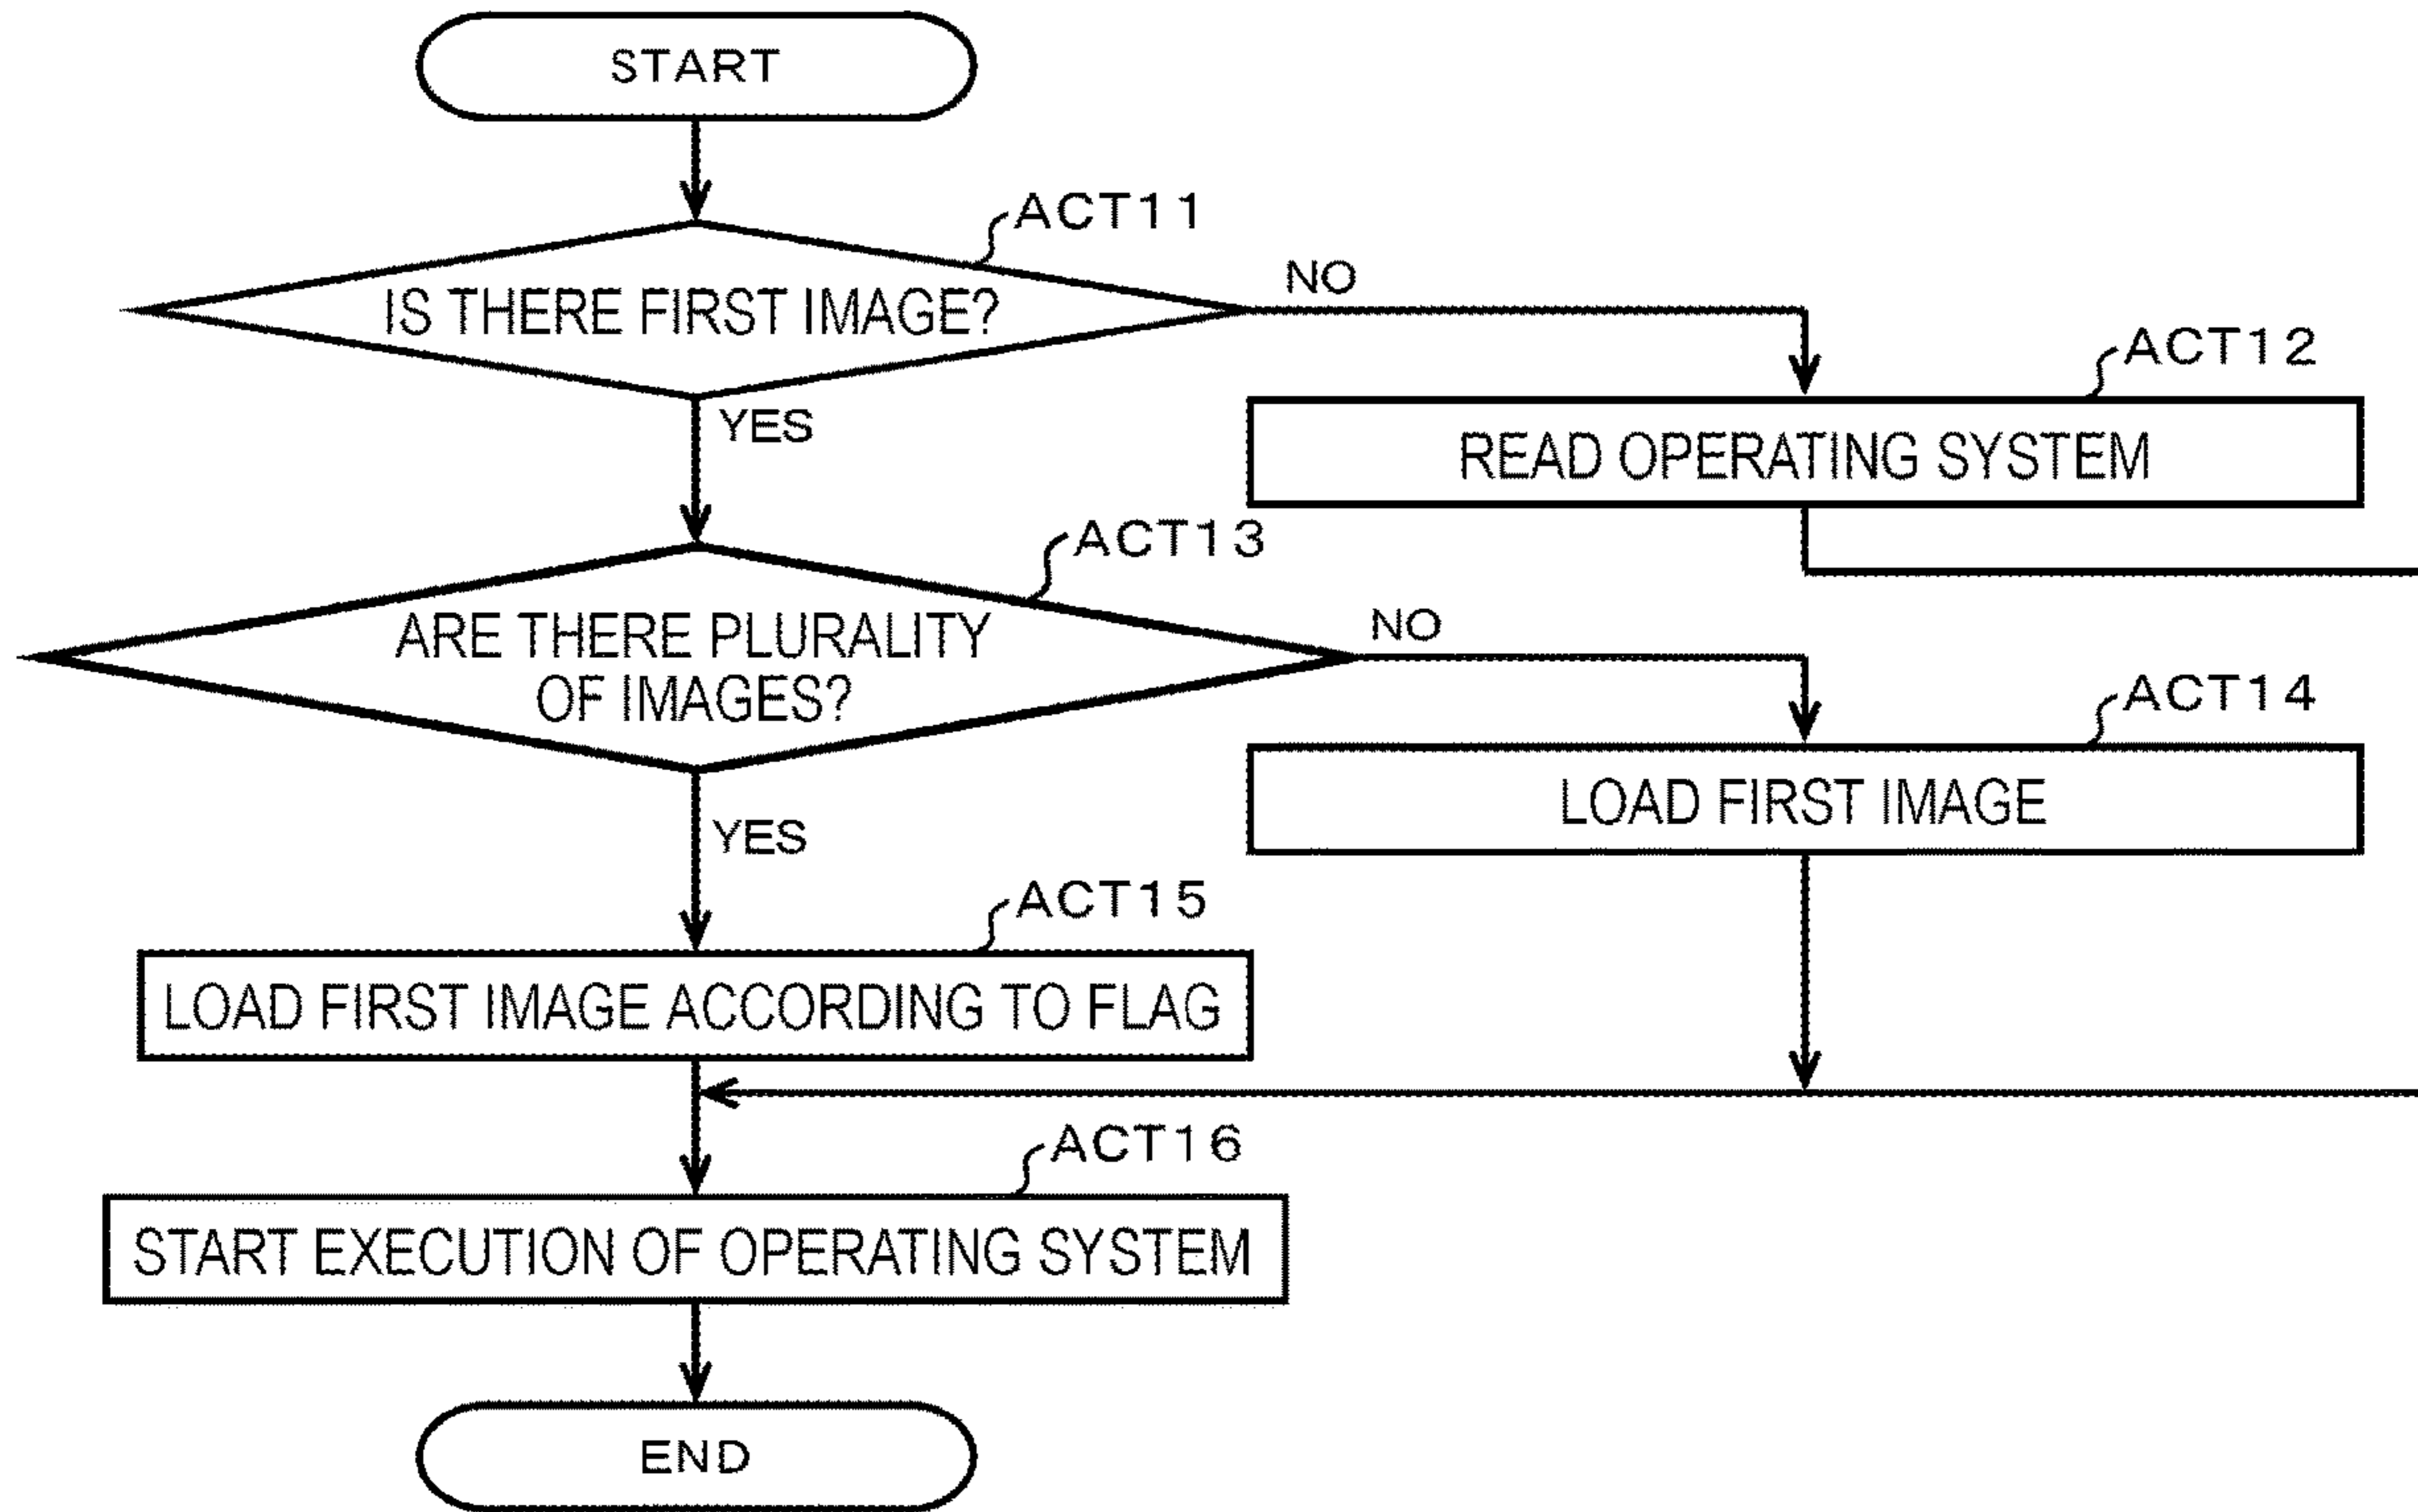 START
ACT11
IS THERE FIRST IMAGE?
NO
ACT12
YES
READ OPERATING SYSTEM
ACT13
ARE THERE PLURALITY
OF IMAGES?
NO
ACT14
LOAD FIRST IMAGE
YES
ACT15
LOAD FIRST IMAGE ACCORDING TO FLAG
ACT16
START EXECUTION OF OPERATING SYSTEM
END